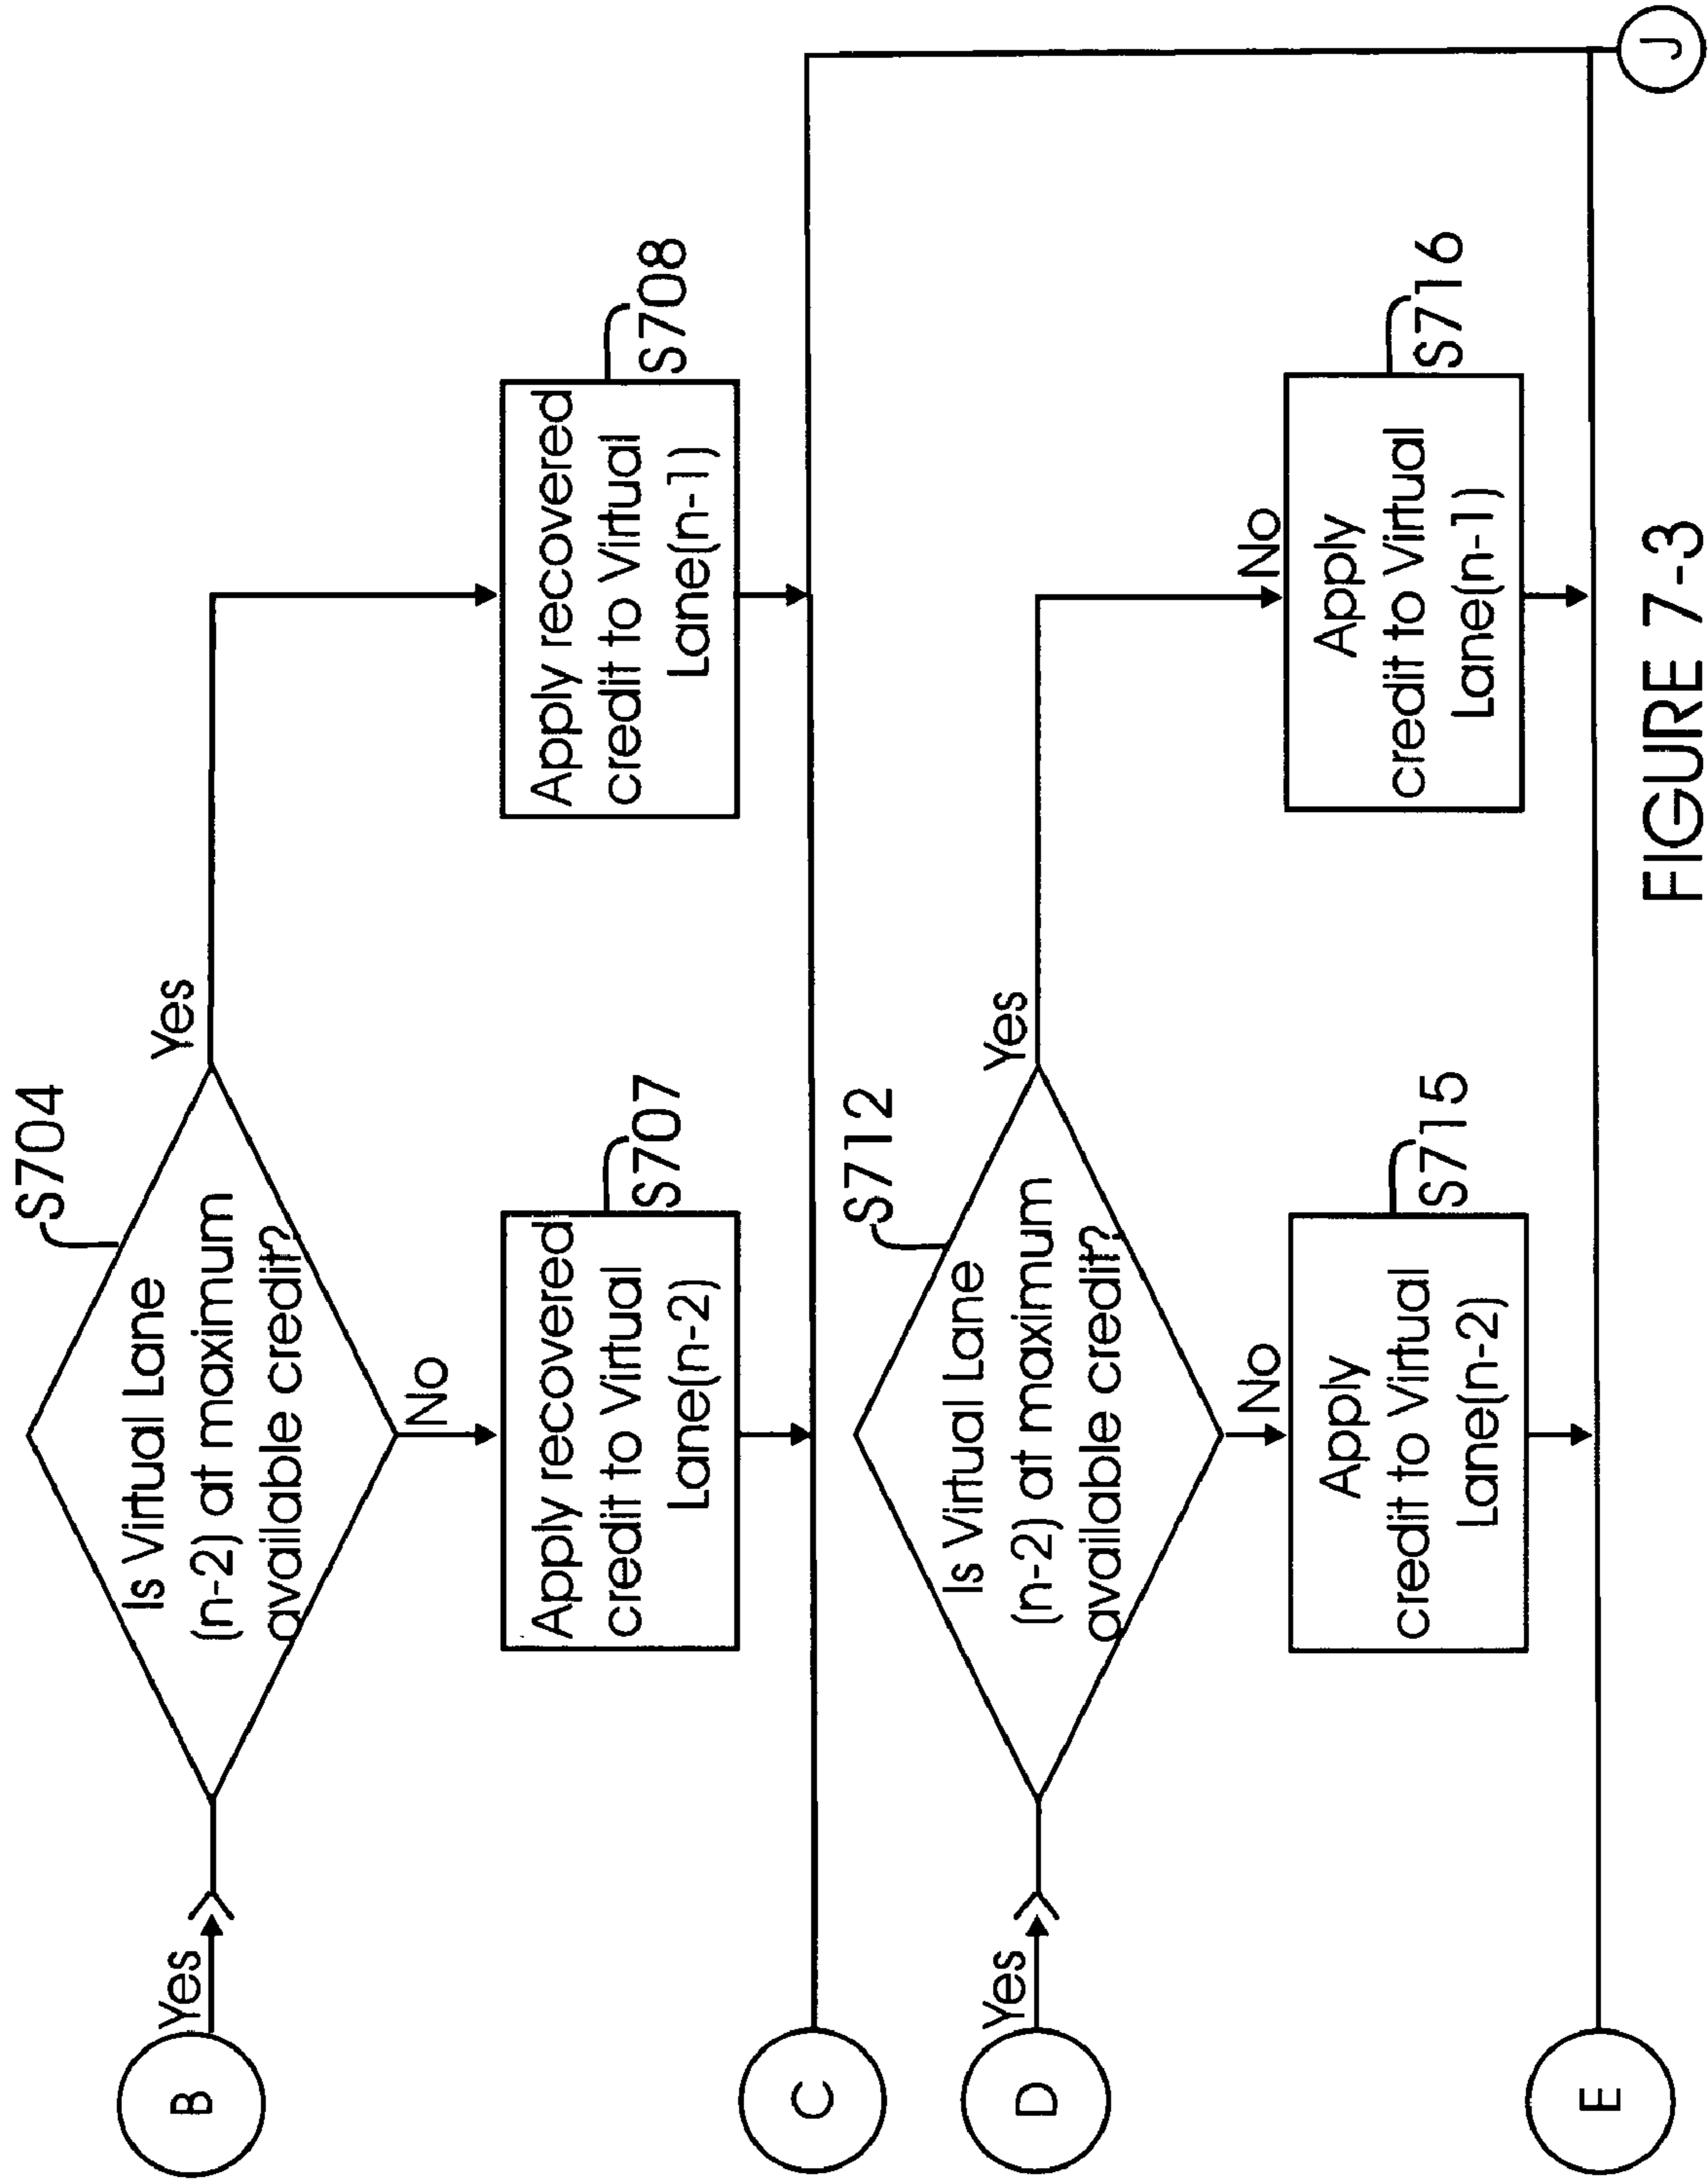 S704
B
Yes
Is Virtual Lane
(n-2) at maximum
available credit?
Yes
No
Apply recovered
credit to Virtual
Lane(n-2)
S707
Apply recovered
credit to Virtual
Lane(n-1)
S708
C
S712
D
Yes
Is Virtual Lane
(n-2) at maximum
available credit?
Yes
No
No
Apply
credit to Virtual
Lane(n-2)
S715
Apply
credit to Virtual
Lane(n-1)
S716
E
J
FIGURE 7-3